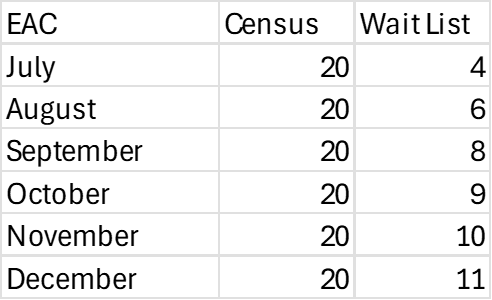 EAC Census Wait List
July 20 4
August 20 6
September 20 8
October 20 9
November 20 10
December 20 11